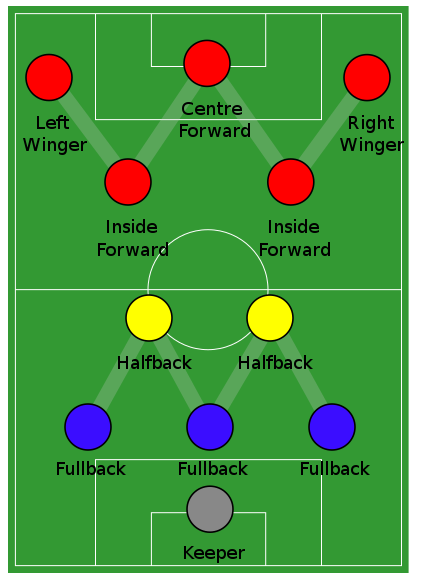 Centre
Forward
Left
Winger
Right
Winger
Inside
Forward
Inside
Forward
Halfback
Halfback
Fullback
Fullback
Fullback
Keeper